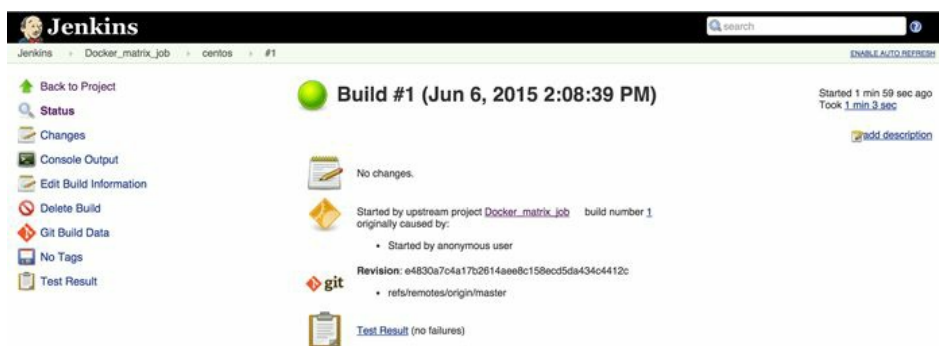 Jenkins
search
Jenkins Docker_matrix_job centos #1
ENABLE AUTO REFRESH
Back to Project
Status
Changes
Console Output
Edit Build Information
Delete Build
Git Build Data
No Tags
Test Result
Build #1 (Jun 6, 2015 2:08:39 PM)
Started 1 min 59 sec ago
Took 1 min 3 sec
add description
No changes.
Started by upstream project Docker_matrix_job build number 1
originally caused by:
• Started by anonymous user
Revision: e4830a7c4a17b2614aee8c158ecd5da434c4412c
git
• refs/remotes/origin/master
Test Result (no failures)